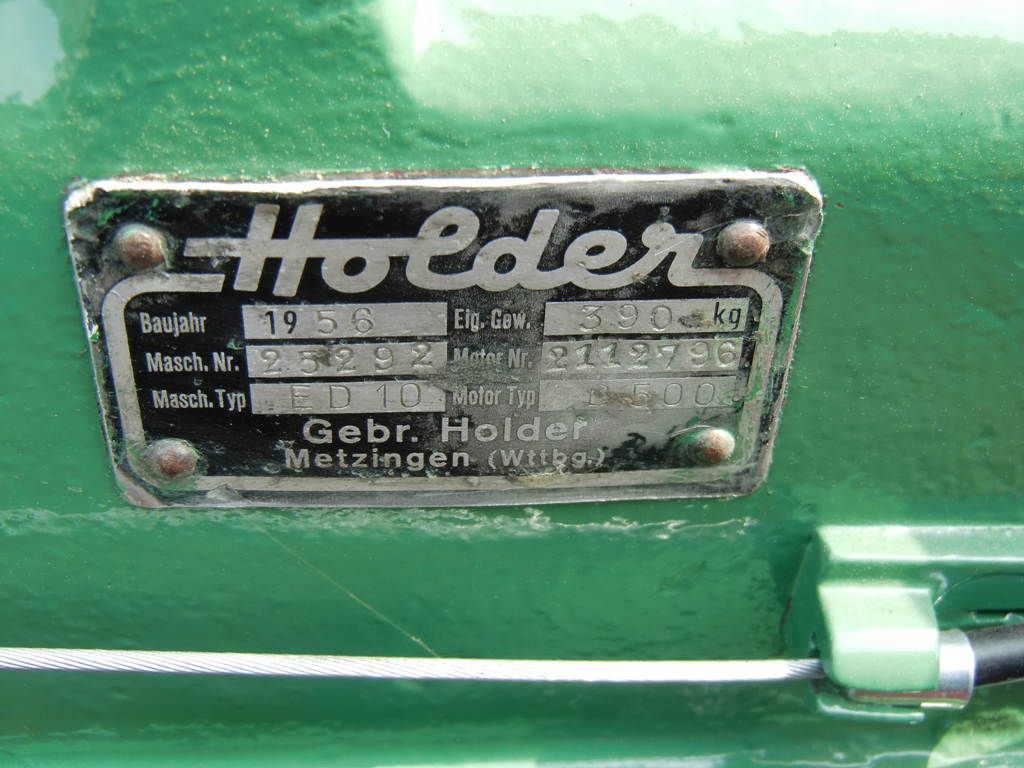 Holder
Baujahr 1956 Eig. Gew. 390 kg
Masch. Nr. 25292 Motor Nr. 2112796
Masch. Typ ED 10 Motor Typ D 500
Gebr. Holder
Metzingen (Wttbg.)